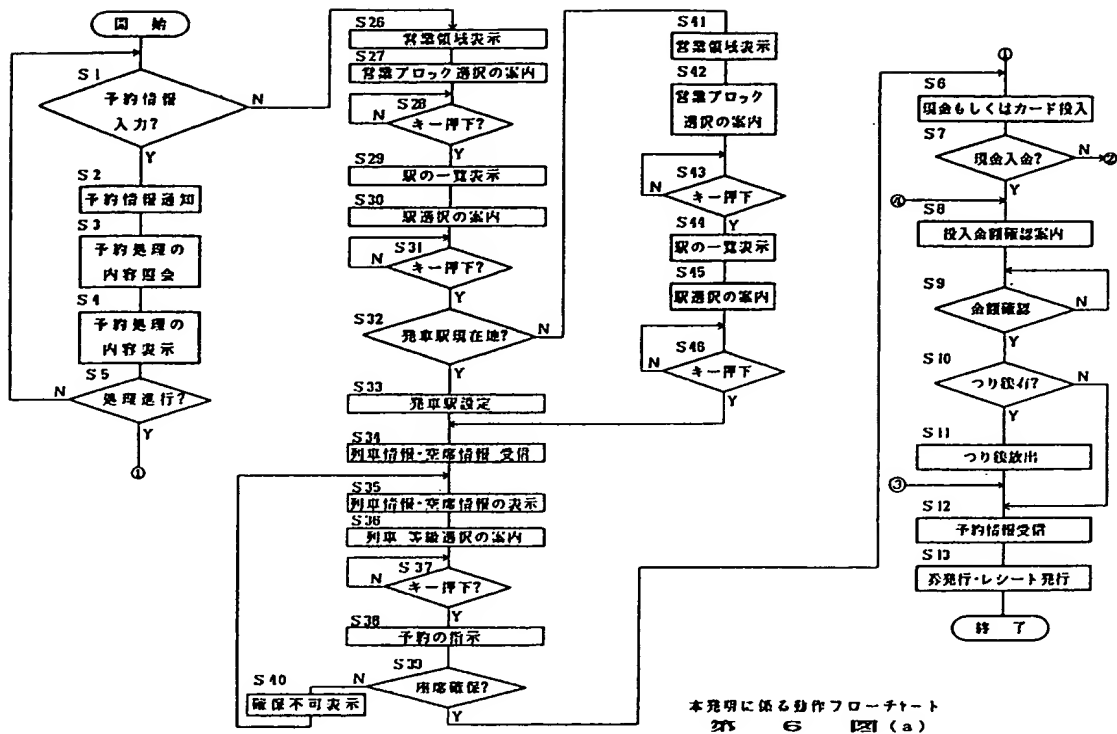 開始
S1
予約情報
入力?
N
Y
S2
予約情報通知
S3
予約処理の
内容照会
S4
予約処理の
内容表示
S5
処理進行?
N
Y
①
S26
営業領域表示
S27
営業ブロック選択の案内
S28
キー押下?
N
Y
S29
駅の一覧表示
S30
駅選択の案内
S31
キー押下?
N
Y
S32
発車駅現在地?
N
Y
S33
発車駅設定
S34
列車情報・空席情報 受信
S35
列車情報・空席情報の表示
S36
列車 等級選択の案内
S37
キー押下?
N
Y
S38
予約の指示
S39
座席確保?
N
Y
S40
確保不可表示
S41
営業領域表示
S42
営業ブロック
選択の案内
S43
キー押下
N
Y
S44
駅の一覧表示
S45
駅選択の案内
S46
キー押下
N
Y
①
S6
現金もしくはカード投入
S7
現金入金?
N
②
Y
④
S8
投入金額確認案内
S9
金額確認
N
Y
S10
つり銭有?
N
Y
S11
つり銭放出
③
S12
予約情報受信
S13
券発行・レシート発行
終了
本発明に係る動作フローチャート
第6図(a)